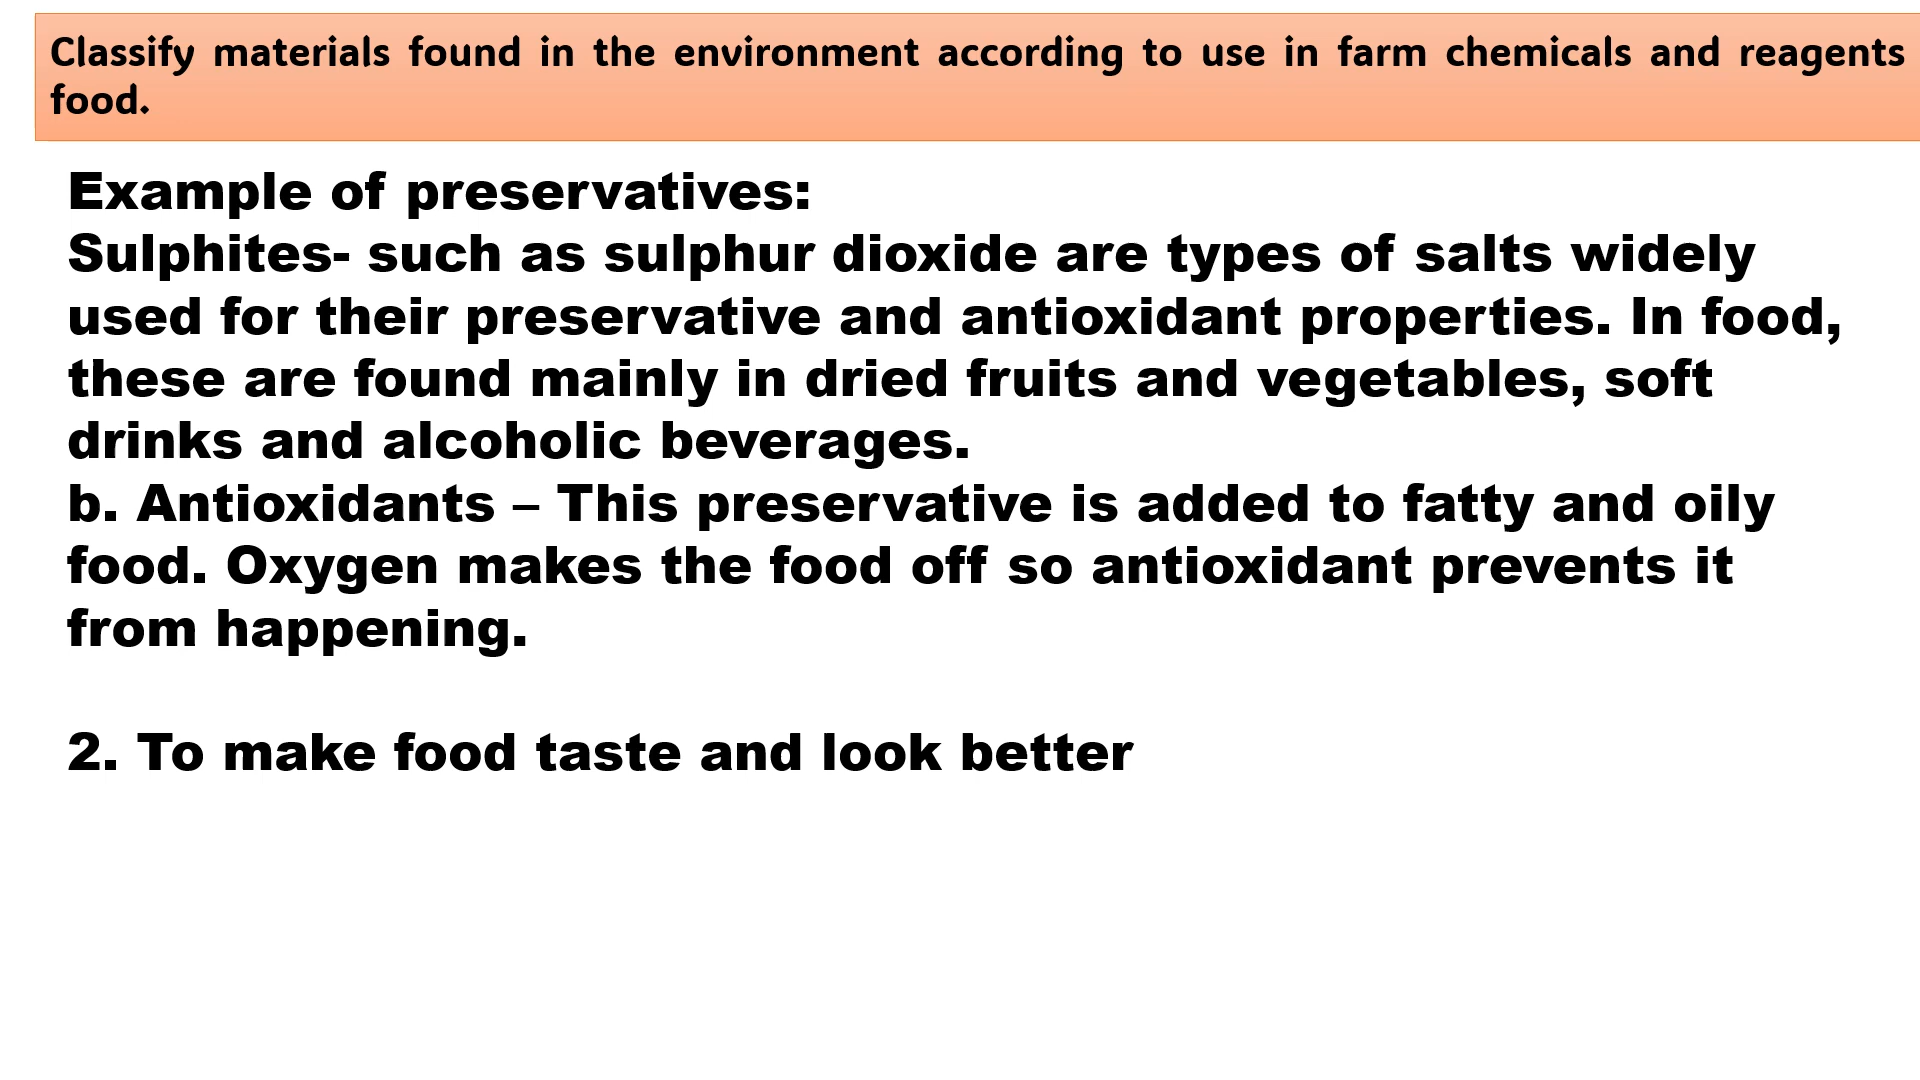 Classify materials found in the environment according to use in farm chemicals and reagents
food.
Example of preservatives:
Sulphites- such as sulphur dioxide are types of salts widely
used for their preservative and antioxidant properties. In food,
these are found mainly in dried fruits and vegetables, soft
drinks and alcoholic beverages.
b. Antioxidants – This preservative is added to fatty and oily
food. Oxygen makes the food off so antioxidant prevents it
from happening.
2. To make food taste and look better